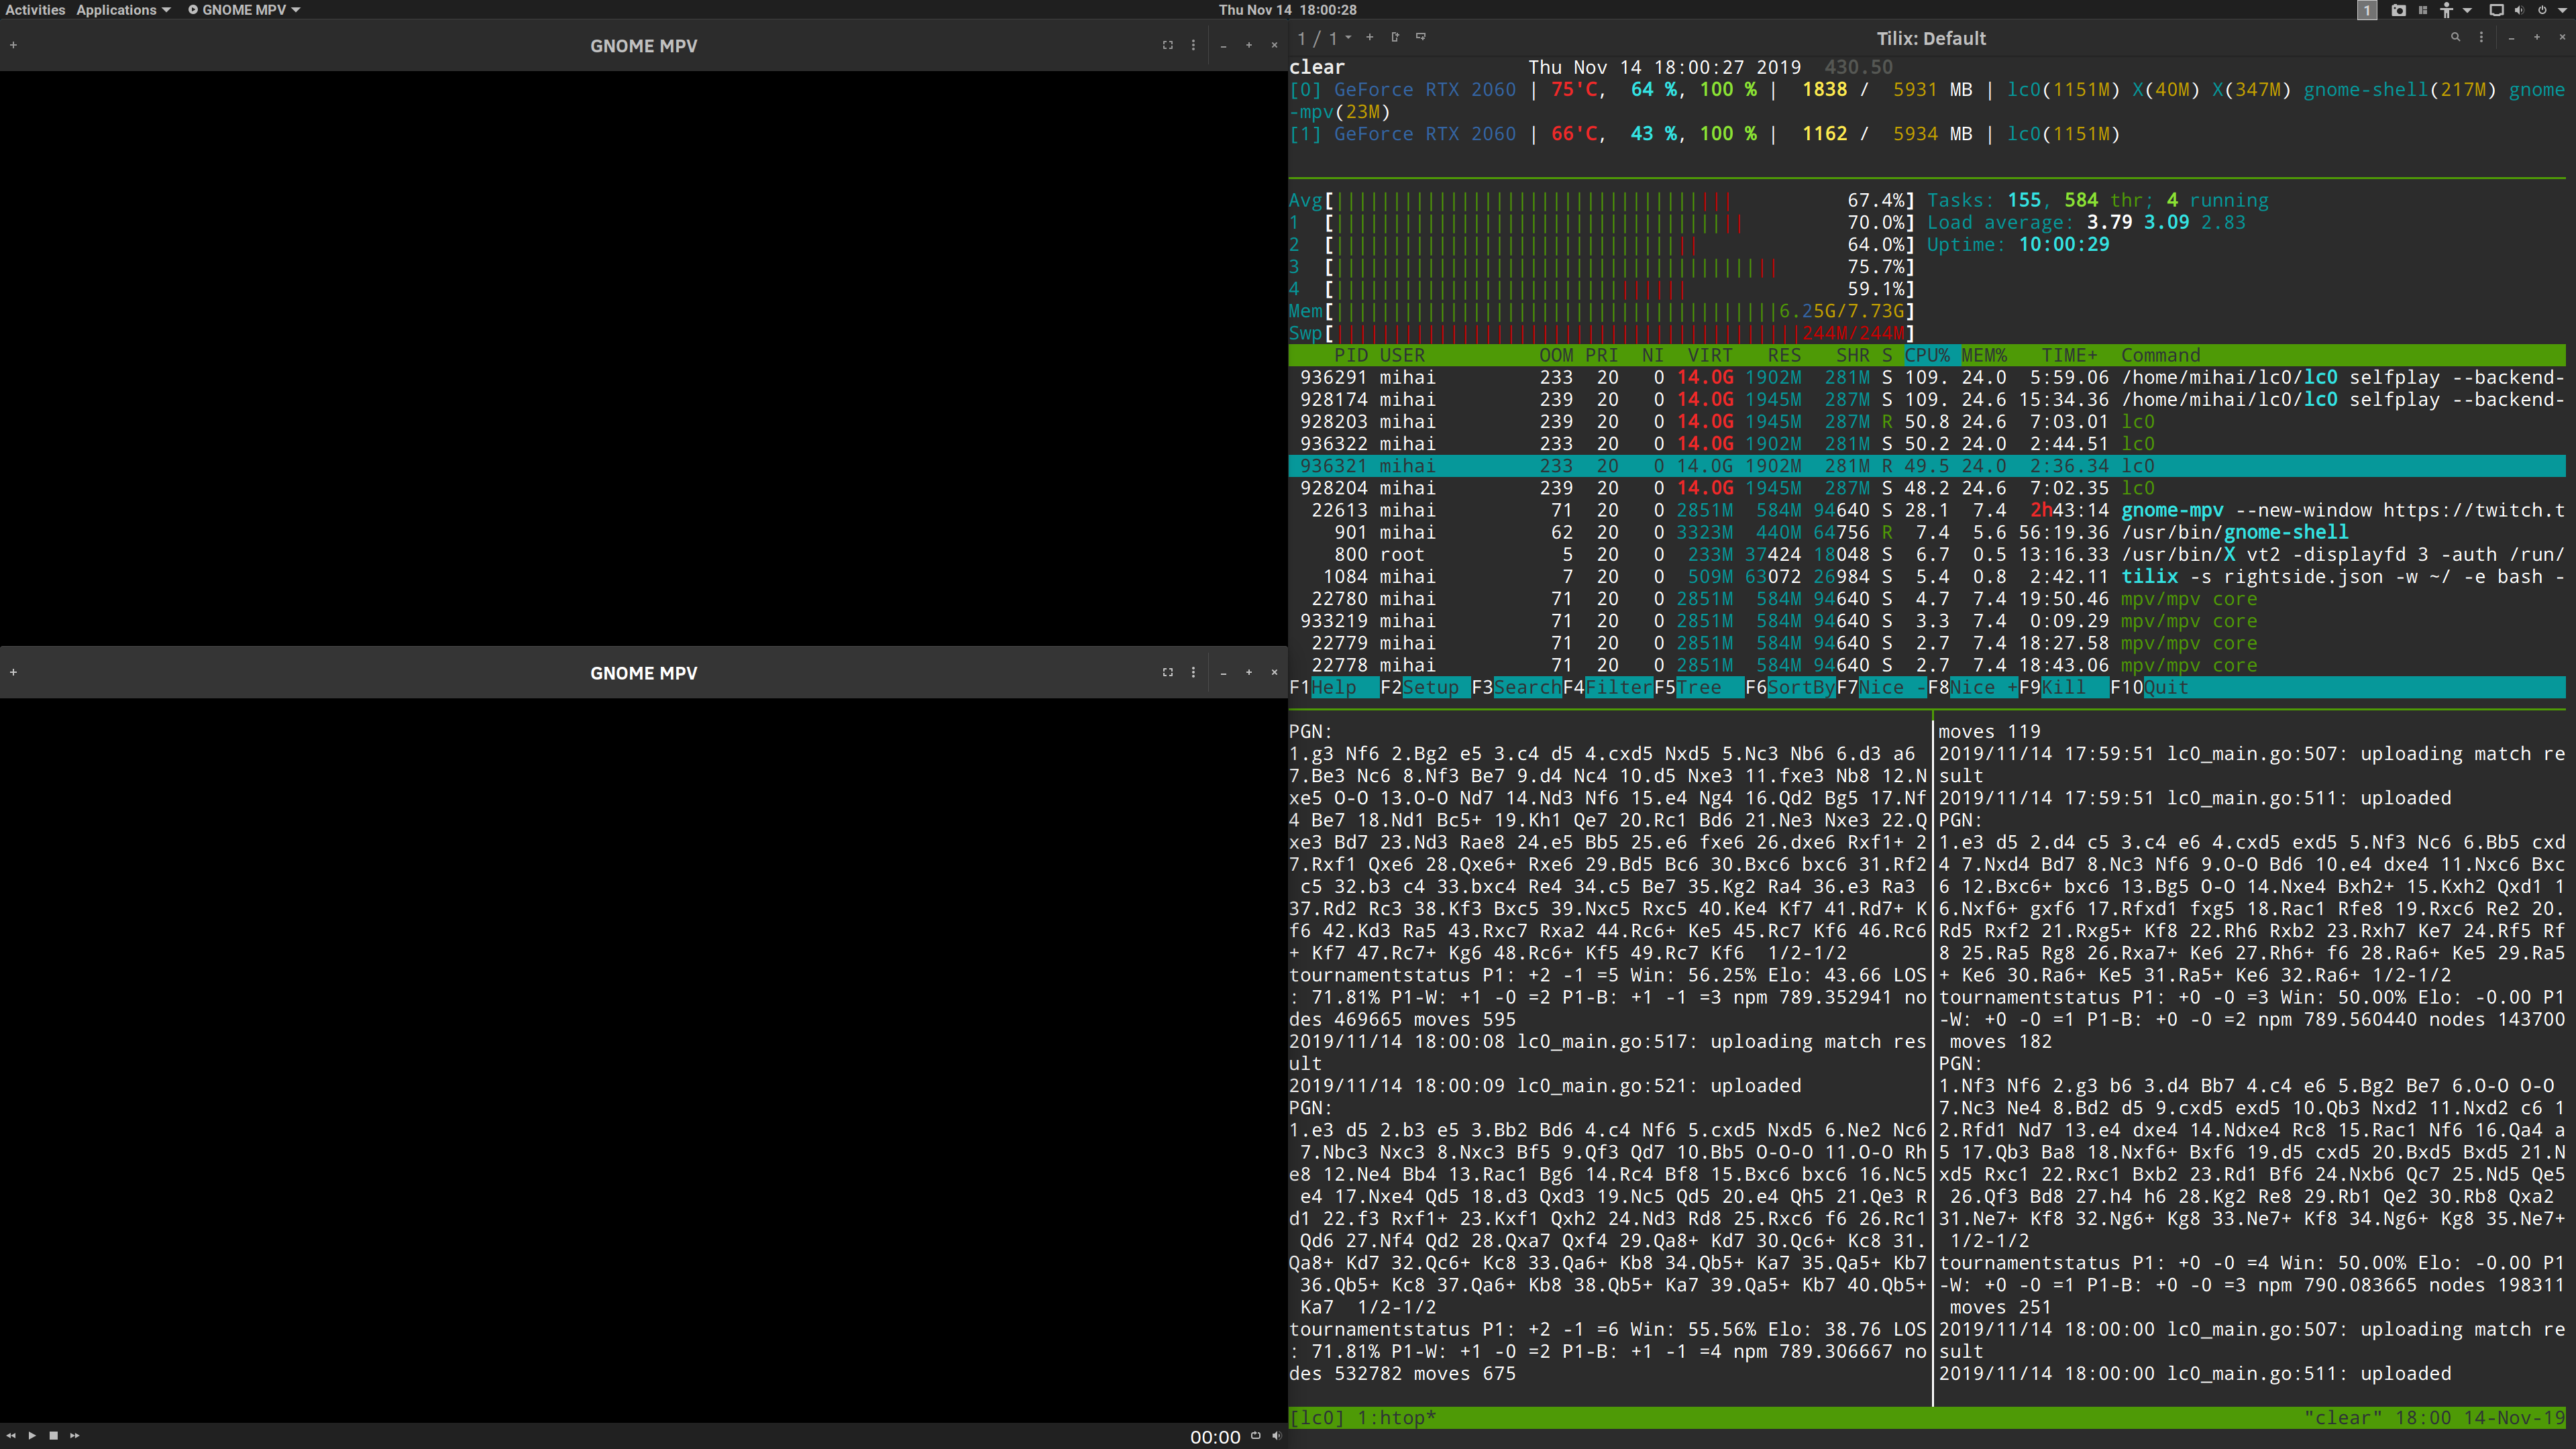 Activities Applications GNOME MPV Thu Nov 14 18:00:28 1
GNOME MPV
1 / 1 Tilix: Default
clear Thu Nov 14 18:00:27 2019 430.50
[0] GeForce RTX 2060 | 75'C, 64 %, 100 % | 1838 / 5931 MB | lc0(1151M) X(40M) X(347M) gnome-shell(217M) gnome
-mpv(23M)
[1] GeForce RTX 2060 | 66'C, 43 %, 100 % | 1162 / 5934 MB | lc0(1151M)
Avg[ 67.4%] Tasks: 155, 584 thr; 4 running
1 [ 70.0%] Load average: 3.79 3.09 2.83
2 [ 64.0%] Uptime: 10:00:29
3 [ 75.7%]
4 [ 59.1%]
Mem[ 6.25G/7.73G]
Swp[ 244M/244M]
PID USER OOM PRI NI VIRT RES SHR S CPU% MEM% TIME+ Command
936291 mihai 233 20 0 14.0G 1902M 281M S 109. 24.0 5:59.06 /home/mihai/lc0/lc0 selfplay --backend-
928174 mihai 239 20 0 14.0G 1945M 287M S 109. 24.6 15:34.36 /home/mihai/lc0/lc0 selfplay --backend-
928203 mihai 239 20 0 14.0G 1945M 287M R 50.8 24.6 7:03.01 lc0
936322 mihai 233 20 0 14.0G 1902M 281M S 50.2 24.0 2:44.51 lc0
936321 mihai 233 20 0 14.0G 1902M 281M R 49.5 24.0 2:36.34 lc0
928204 mihai 239 20 0 14.0G 1945M 287M S 48.2 24.6 7:02.35 lc0
22613 mihai 71 20 0 2851M 584M 94640 S 28.1 7.4 2h43:14 gnome-mpv --new-window https://twitch.t
901 mihai 62 20 0 3323M 440M 64756 R 7.4 5.6 56:19.36 /usr/bin/gnome-shell
800 root 5 20 0 233M 37424 18048 S 6.7 0.5 13:16.33 /usr/bin/X vt2 -displayfd 3 -auth /run/
1084 mihai 7 20 0 509M 63072 26984 S 5.4 0.8 2:42.11 tilix -s rightside.json -w ~/ -e bash -
22780 mihai 71 20 0 2851M 584M 94640 S 4.7 7.4 19:50.46 mpv/mpv core
933219 mihai 71 20 0 2851M 584M 94640 S 3.3 7.4 0:09.29 mpv/mpv core
22779 mihai 71 20 0 2851M 584M 94640 S 2.7 7.4 18:27.58 mpv/mpv core
22778 mihai 71 20 0 2851M 584M 94640 S 2.7 7.4 18:43.06 mpv/mpv core
F1Help F2Setup F3SearchF4FilterF5Tree F6SortByF7Nice -F8Nice +F9Kill F10Quit
GNOME MPV
PGN:
1.g3 Nf6 2.Bg2 e5 3.c4 d5 4.cxd5 Nxd5 5.Nc3 Nb6 6.d3 a6
7.Be3 Nc6 8.Nf3 Be7 9.d4 Nc4 10.d5 Nxe3 11.fxe3 Nb8 12.N
xe5 O-O 13.O-O Nd7 14.Nd3 Nf6 15.e4 Ng4 16.Qd2 Bg5 17.Nf
4 Be7 18.Nd1 Bc5+ 19.Kh1 Qe7 20.Rc1 Bd6 21.Ne3 Nxe3 22.Q
xe3 Bd7 23.Nd3 Rae8 24.e5 Bb5 25.e6 fxe6 26.dxe6 Rxf1+ 2
7.Rxf1 Qxe6 28.Qxe6+ Rxe6 29.Bd5 Bc6 30.Bxc6 bxc6 31.Rf2
c5 32.b3 c4 33.bxc4 Re4 34.c5 Be7 35.Kg2 Ra4 36.e3 Ra3
37.Rd2 Rc3 38.Kf3 Bxc5 39.Nxc5 Rxc5 40.Ke4 Kf7 41.Rd7+ K
f6 42.Kd3 Ra5 43.Rxc7 Rxa2 44.Rc6+ Ke5 45.Rc7 Kf6 46.Rc6
+ Kf7 47.Rc7+ Kg6 48.Rc6+ Kf5 49.Rc7 Kf6 1/2-1/2
tournamentstatus P1: +2 -1 =5 Win: 56.25% Elo: 43.66 LOS
: 71.81% P1-W: +1 -0 =2 P1-B: +1 -1 =3 npm 789.352941 no
des 469665 moves 595
2019/11/14 18:00:08 lc0_main.go:517: uploading match res
ult
2019/11/14 18:00:09 lc0_main.go:521: uploaded
PGN:
1.e3 d5 2.b3 e5 3.Bb2 Bd6 4.c4 Nf6 5.cxd5 Nxd5 6.Ne2 Nc6
7.Nbc3 Nxc3 8.Nxc3 Bf5 9.Qf3 Qd7 10.Bb5 O-O-O 11.O-O Rh
e8 12.Ne4 Bb4 13.Rac1 Bg6 14.Rc4 Bf8 15.Bxc6 bxc6 16.Nc5
e4 17.Nxe4 Qd5 18.d3 Qxd3 19.Nc5 Qd5 20.e4 Qh5 21.Qe3 R
d1 22.f3 Rxf1+ 23.Kxf1 Qxh2 24.Nd3 Rd8 25.Rxc6 f6 26.Rc1
Qd6 27.Nf4 Qd2 28.Qxa7 Qxf4 29.Qa8+ Kd7 30.Qc6+ Kc8 31.
Qa8+ Kd7 32.Qc6+ Kc8 33.Qa6+ Kb8 34.Qb5+ Ka7 35.Qa5+ Kb7
36.Qb5+ Kc8 37.Qa6+ Kb8 38.Qb5+ Ka7 39.Qa5+ Kb7 40.Qb5+
Ka7 1/2-1/2
tournamentstatus P1: +2 -1 =6 Win: 55.56% Elo: 38.76 LOS
: 71.81% P1-W: +1 -0 =2 P1-B: +1 -1 =4 npm 789.306667 no
des 532782 moves 675
moves 119
2019/11/14 17:59:51 lc0_main.go:507: uploading match re
sult
2019/11/14 17:59:51 lc0_main.go:511: uploaded
PGN:
1.e3 d5 2.d4 c5 3.c4 e6 4.cxd5 exd5 5.Nf3 Nc6 6.Bb5 cxd
4 7.Nxd4 Bd7 8.Nc3 Nf6 9.O-O Bd6 10.e4 dxe4 11.Nxc6 Bxc
6 12.Bxc6+ bxc6 13.Bg5 O-O 14.Nxe4 Bxh2+ 15.Kxh2 Qxd1 1
6.Nxf6+ gxf6 17.Rfxd1 fxg5 18.Rac1 Rfe8 19.Rxc6 Re2 20.
Rd5 Rxf2 21.Rxg5+ Kf8 22.Rh6 Rxb2 23.Rxh7 Ke7 24.Rf5 Rf
8 25.Ra5 Rg8 26.Rxa7+ Ke6 27.Rh6+ f6 28.Ra6+ Ke5 29.Ra5
+ Ke6 30.Ra6+ Ke5 31.Ra5+ Ke6 32.Ra6+ 1/2-1/2
tournamentstatus P1: +0 -0 =3 Win: 50.00% Elo: -0.00 P1
-W: +0 -0 =1 P1-B: +0 -0 =2 npm 789.560440 nodes 143700
moves 182
PGN:
1.Nf3 Nf6 2.g3 b6 3.d4 Bb7 4.c4 e6 5.Bg2 Be7 6.O-O O-O
7.Nc3 Ne4 8.Bd2 d5 9.cxd5 exd5 10.Qb3 Nxd2 11.Nxd2 c6 1
2.Rfd1 Nd7 13.e4 dxe4 14.Ndxe4 Rc8 15.Rac1 Nf6 16.Qa4 a
5 17.Qb3 Ba8 18.Nxf6+ Bxf6 19.d5 cxd5 20.Bxd5 Bxd5 21.N
xd5 Rxc1 22.Rxc1 Bxb2 23.Rd1 Bf6 24.Nxb6 Qc7 25.Nd5 Qe5
26.Qf3 Bd8 27.h4 h6 28.Kg2 Re8 29.Rb1 Qe2 30.Rb8 Qxa2
31.Ne7+ Kf8 32.Ng6+ Kg8 33.Ne7+ Kf8 34.Ng6+ Kg8 35.Ne7+
1/2-1/2
tournamentstatus P1: +0 -0 =4 Win: 50.00% Elo: -0.00 P1
-W: +0 -0 =1 P1-B: +0 -0 =3 npm 790.083665 nodes 198311
moves 251
2019/11/14 18:00:00 lc0_main.go:507: uploading match re
sult
2019/11/14 18:00:00 lc0_main.go:511: uploaded
[lc0] 1:htop* "clear" 18:00 14-Nov-19
00:00